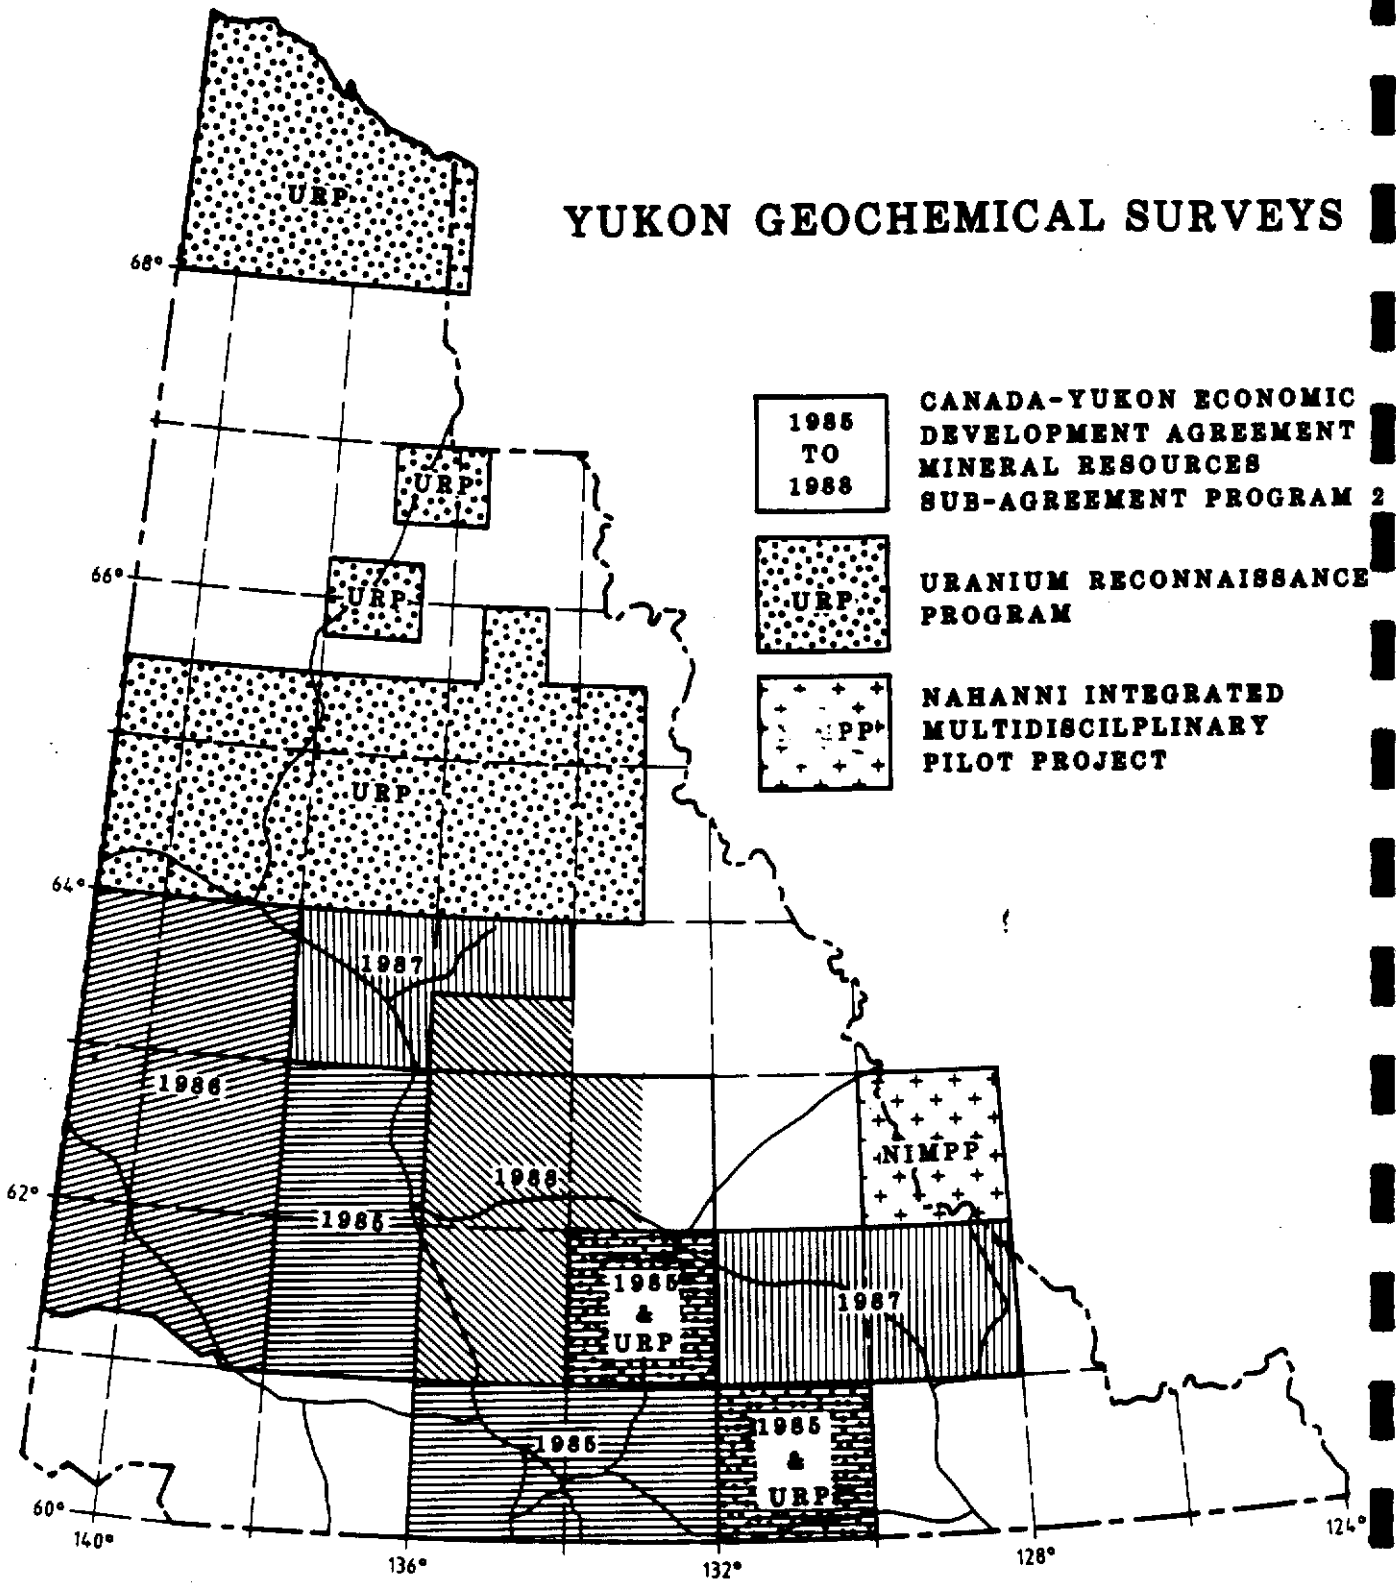 URP
YUKON GEOCHEMICAL SURVEYS
68°
1985
TO
1988
CANADA-YUKON ECONOMIC
DEVELOPMENT AGREEMENT
MINERAL RESOURCES
SUB-AGREEMENT PROGRAM 2
URP
66°
URP
URP
URANIUM RECONNAISSANCE
PROGRAM
PP
NAHANNI INTEGRATED
MULTIDISCILPLINARY
PILOT PROJECT
URP
64°
1987
1986
NIMPP
1988
62°
1985
1985
&
URP
1987
1985
1985
&
URP
60°
140°
136°
132°
128°
124°